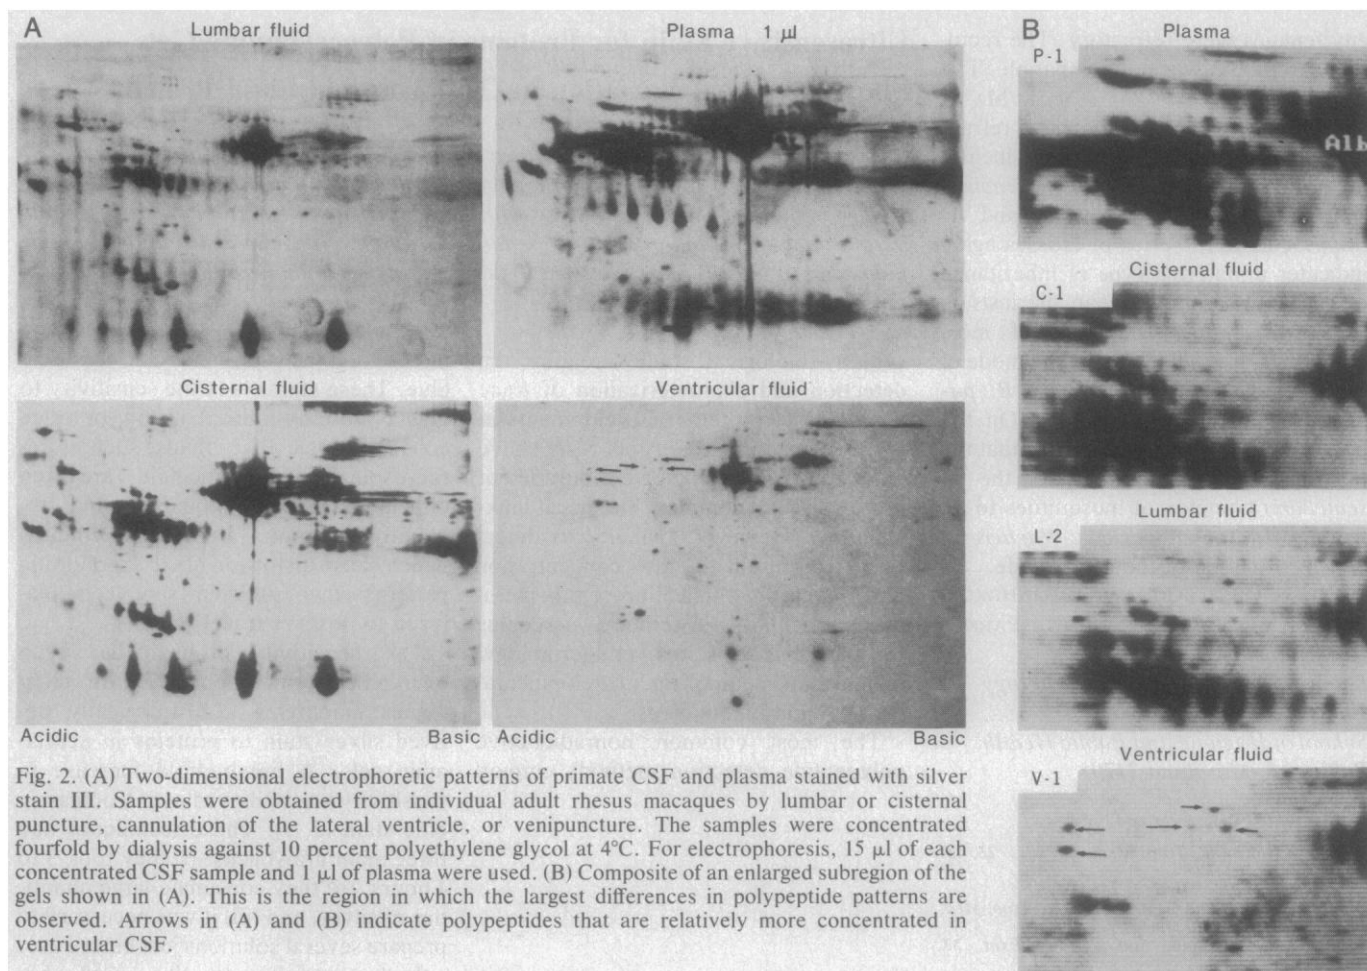 A
Lumbar fluid
Plasma 1 µl
Cisternal fluid
Ventricular fluid
Acidic
Basic
Acidic
Basic
B
Plasma
P-1
Alb
Cisternal fluid
C-1
Lumbar fluid
L-2
Ventricular fluid
V-1
Fig. 2. (A) Two-dimensional electrophoretic patterns of primate CSF and plasma stained with silver
stain III. Samples were obtained from individual adult rhesus macaques by lumbar or cisternal
puncture, cannulation of the lateral ventricle, or venipuncture. The samples were concentrated
fourfold by dialysis against 10 percent polyethylene glycol at 4°C. For electrophoresis, 15 µl of each
concentrated CSF sample and 1 µl of plasma were used. (B) Composite of an enlarged subregion of the
gels shown in (A). This is the region in which the largest differences in polypeptide patterns are
observed. Arrows in (A) and (B) indicate polypeptides that are relatively more concentrated in
ventricular CSF.